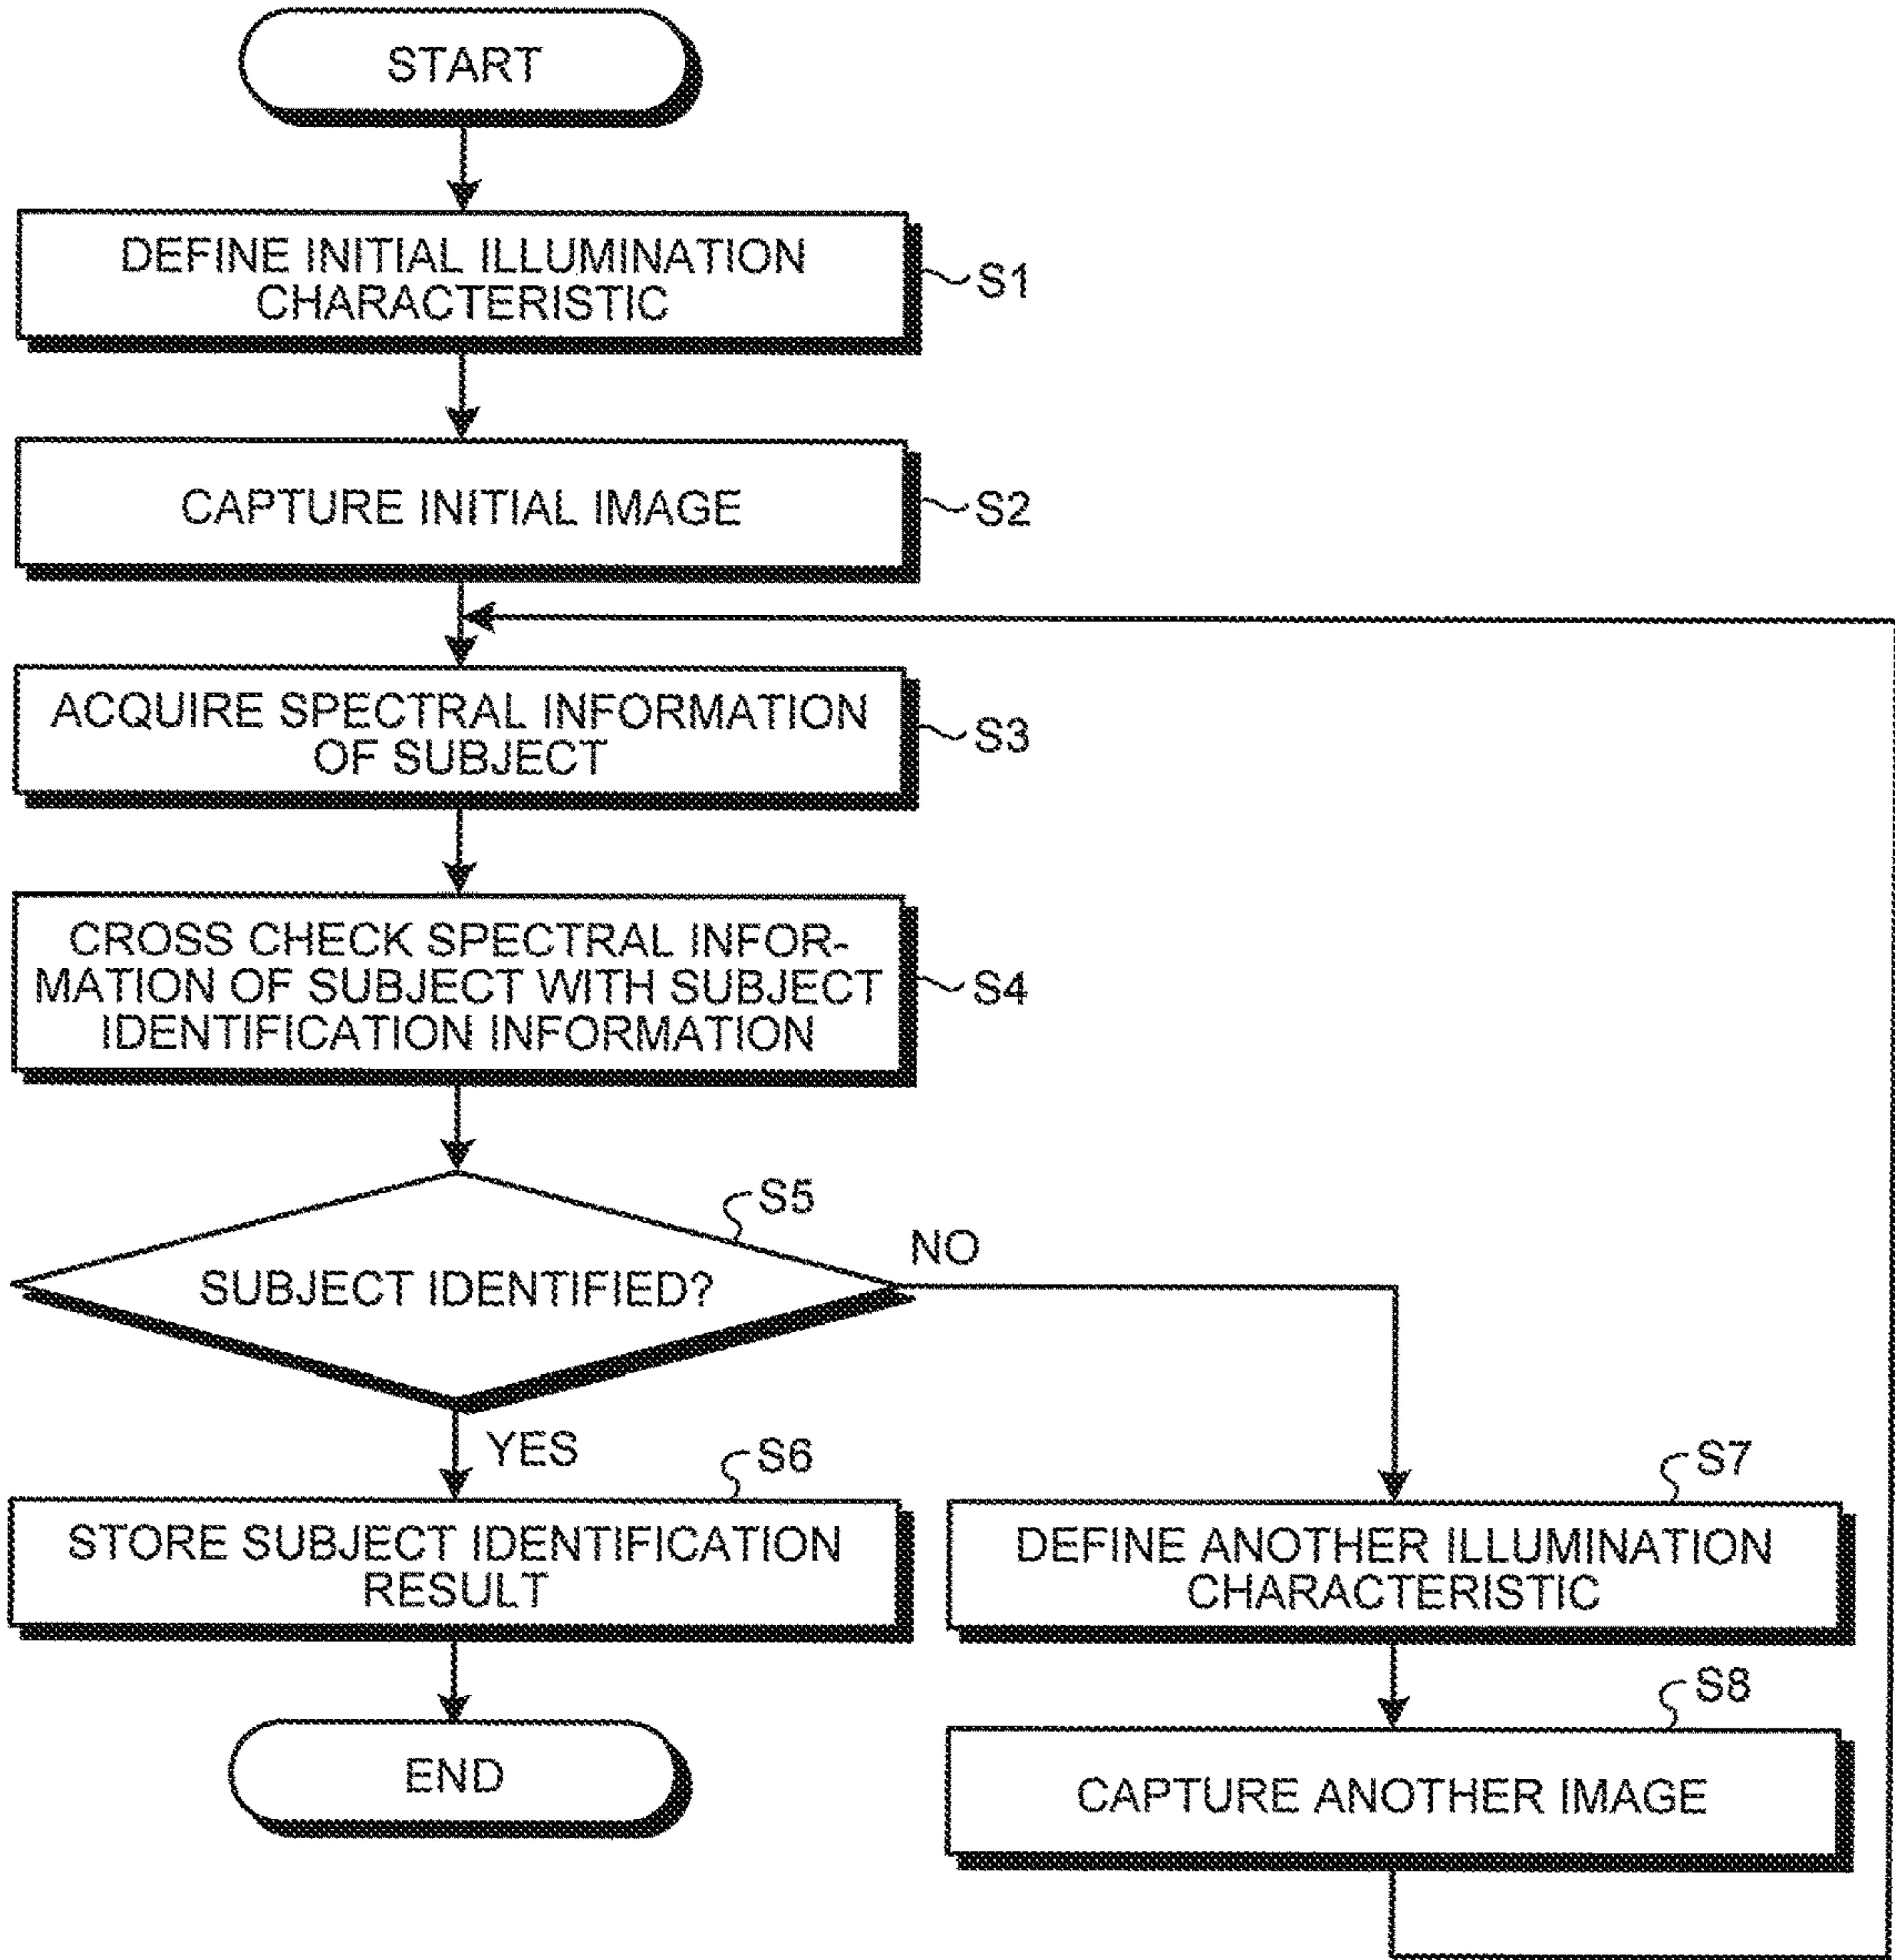 START
DEFINE INITIAL ILLUMINATION
CHARACTERISTIC
S1
CAPTURE INITIAL IMAGE
S2
ACQUIRE SPECTRAL INFORMATION
OF SUBJECT
S3
CROSS CHECK SPECTRAL INFOR-
MATION OF SUBJECT WITH SUBJECT
IDENTIFICATION INFORMATION
S4
S5
SUBJECT IDENTIFIED?
NO
YES
S6
STORE SUBJECT IDENTIFICATION
RESULT
END
S7
DEFINE ANOTHER ILLUMINATION
CHARACTERISTIC
S8
CAPTURE ANOTHER IMAGE